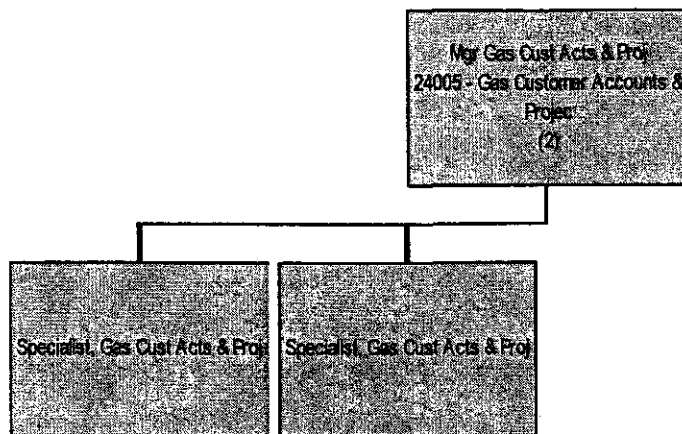 Mgr Gas Cust Acts & Proj
24005 - Gas Customer Accounts &
Projec
(2)
Specialist, Gas Cust Acts & Proj
Specialist, Gas Cust Acts & Proj